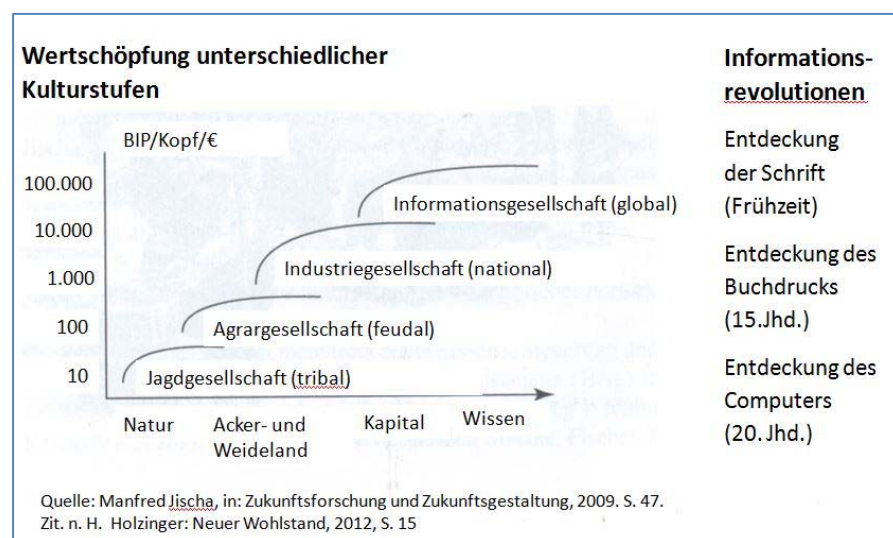 Wertschöpfung unterschiedlicher
Kulturstufen
BIP/Kopf/€
100.000
10.000
1.000
100
10
Informationsgesellschaft (global)
Industriegesellschaft (national)
Agrargesellschaft (feudal)
Jagdgesellschaft (tribal)
Natur
Acker- und
Weideland
Kapital
Wissen
Informations-
revolutionen
Entdeckung
der Schrift
(Frühzeit)
Entdeckung des
Buchdrucks
(15.Jhd.)
Entdeckung des
Computers
(20. Jhd.)
Quelle: Manfred Jischa, in: Zukunftsforschung und Zukunftsgestaltung, 2009. S. 47.
Zit. n. H. Holzinger: Neuer Wohlstand, 2012, S. 15